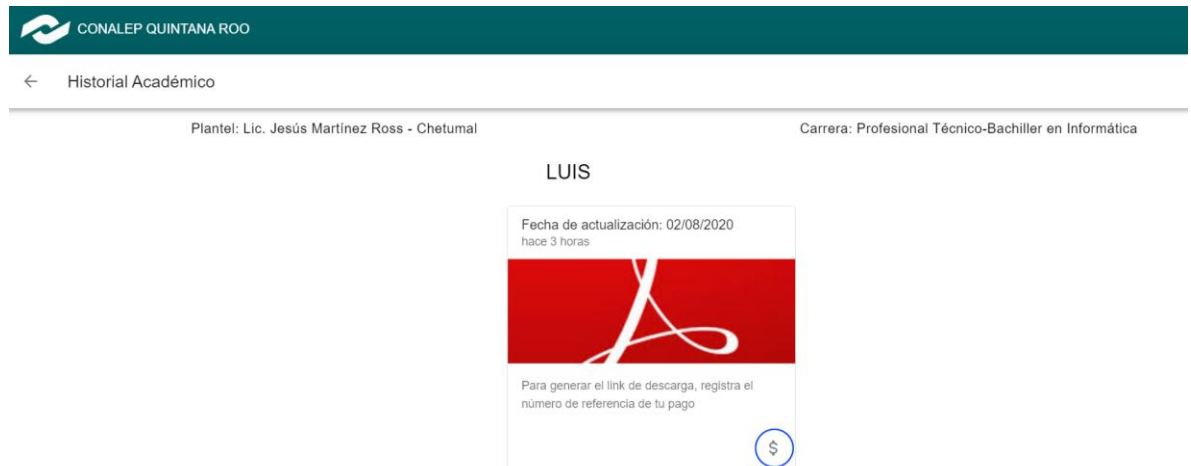 CONALEP QUINTANA ROO
← Historial Académico
Plantel: Lic. Jesús Martínez Ross - Chetumal
Carrera: Profesional Técnico-Bachiller en Informática
LUIS
Fecha de actualización: 02/08/2020
hace 3 horas
Para generar el link de descarga, registra el
número de referencia de tu pago
$